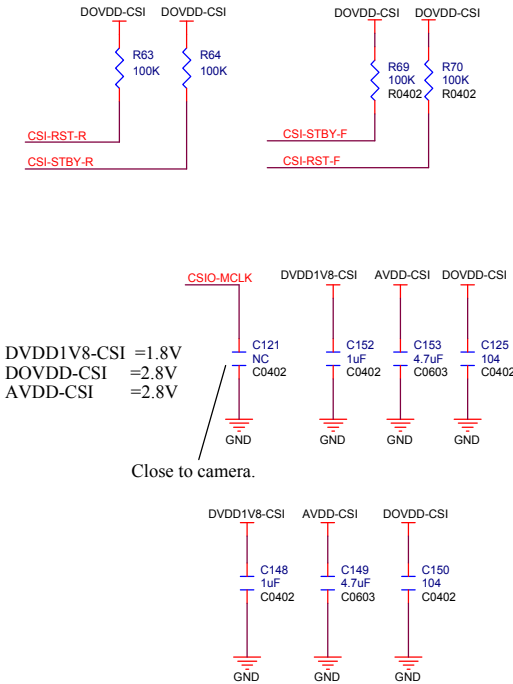 DOVDD-CSI DOVDD-CSI
R63
100K
R64
100K
CSI-RST-R
CSI-STBY-R
DOVDD-CSI DOVDD-CSI
R69
100K
R0402
R70
100K
R0402
CSI-STBY-F
CSI-RST-F
CSIO-MCLK
DVDD1V8-CSI
AVDD-CSI
DOVDD-CSI
DVDD1V8-CSI =1.8V
DOVDD-CSI =2.8V
AVDD-CSI =2.8V
C121
NC
C0402
C152
1uF
C0402
C153
4.7uF
C0603
C125
104
C0402
GND
GND
GND
GND
Close to camera.
DVDD1V8-CSI
AVDD-CSI
DOVDD-CSI
C148
1uF
C0402
C149
4.7uF
C0603
C150
104
C0402
GND
GND
GND